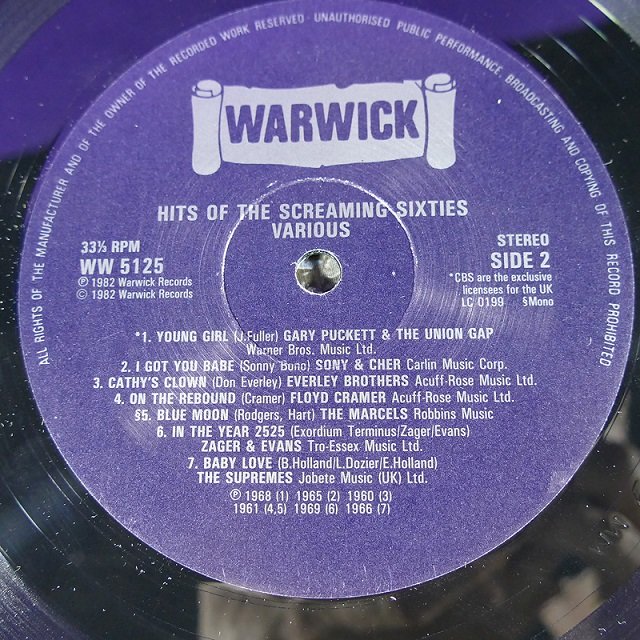 ALL RIGHTS OF THE MANUFACTURER AND OF THE OWNER OF THE RECORDED WORK RESERVED · UNAUTHORISED PUBLIC PERFORMANCE, BROADCASTING AND COPYING OF THIS RECORD PROHIBITED
WARWICK
HITS OF THE SCREAMING SIXTIES
VARIOUS
33⅓ RPM
WW 5125
℗ 1982 Warwick Records
© 1982 Warwick Records
STEREO
SIDE 2
*CBS are the exclusive
licensees for the UK
LC 0199 §Mono
*1. YOUNG GIRL (J.Fuller) GARY PUCKETT & THE UNION GAP
Warner Bros. Music Ltd.
2. I GOT YOU BABE (Sonny Bono) SONY & CHER Carlin Music Corp.
3. CATHY'S CLOWN (Don Everley) EVERLEY BROTHERS Acuff-Rose Music Ltd.
4. ON THE REBOUND (Cramer) FLOYD CRAMER Acuff-Rose Music Ltd.
§5. BLUE MOON (Rodgers, Hart) THE MARCELS Robbins Music
6. IN THE YEAR 2525 (Exordium Terminus/Zager/Evans)
ZAGER & EVANS Tro-Essex Music Ltd.
7. BABY LOVE (B.Holland/L.Dozier/E.Holland)
THE SUPREMES Jobete Music (UK) Ltd.
℗ 1968 (1) 1965 (2) 1960 (3)
1961 (4,5) 1969 (6) 1966 (7)